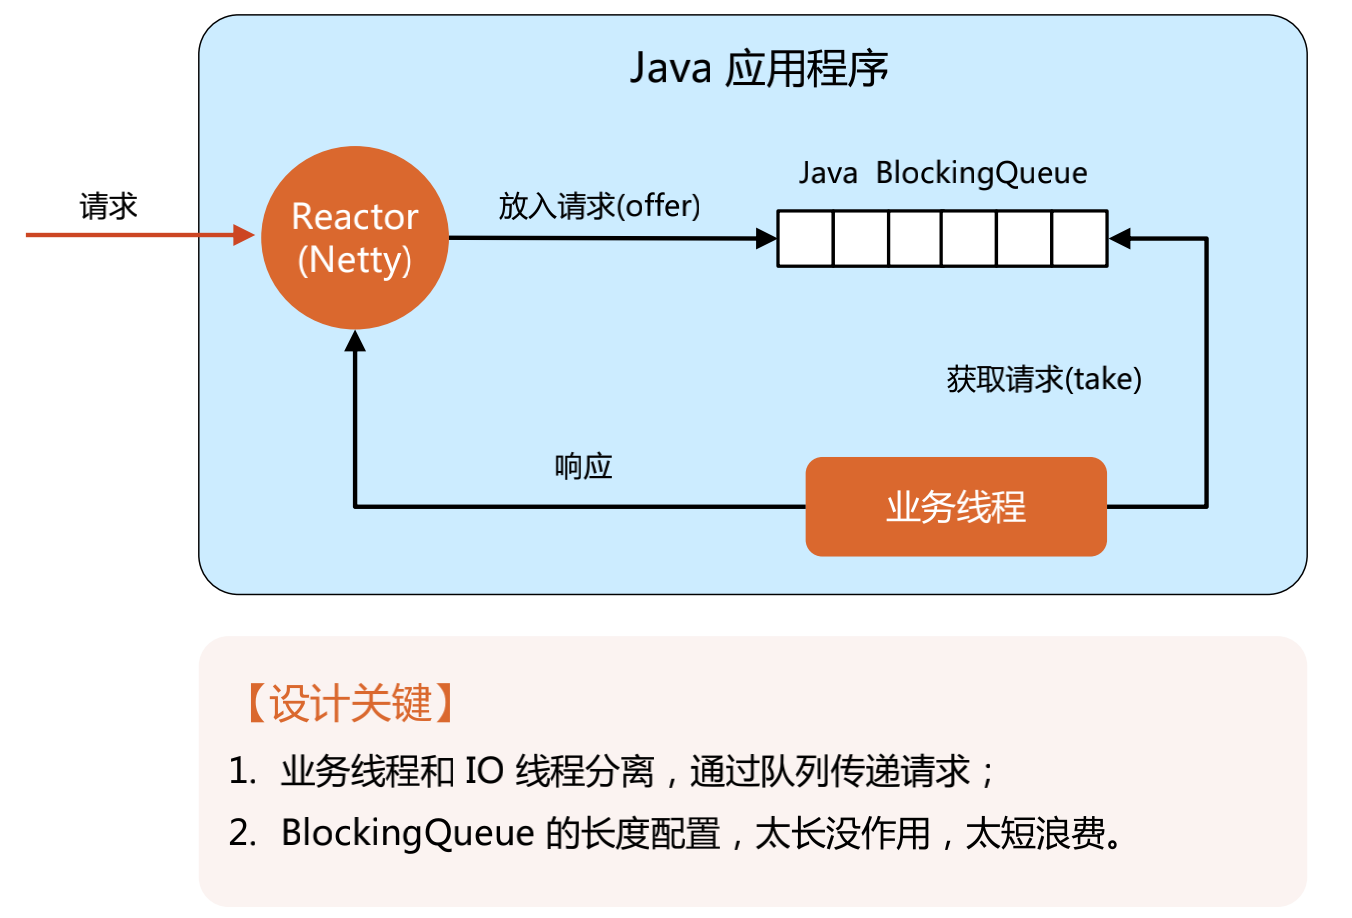 Java 应用程序
请求
Reactor
(Netty)
放入请求(offer)
Java BlockingQueue
获取请求(take)
响应
业务线程
【设计关键】
1. 业务线程和 IO 线程分离，通过队列传递请求；
2. BlockingQueue 的长度配置，太长没作用，太短浪费。